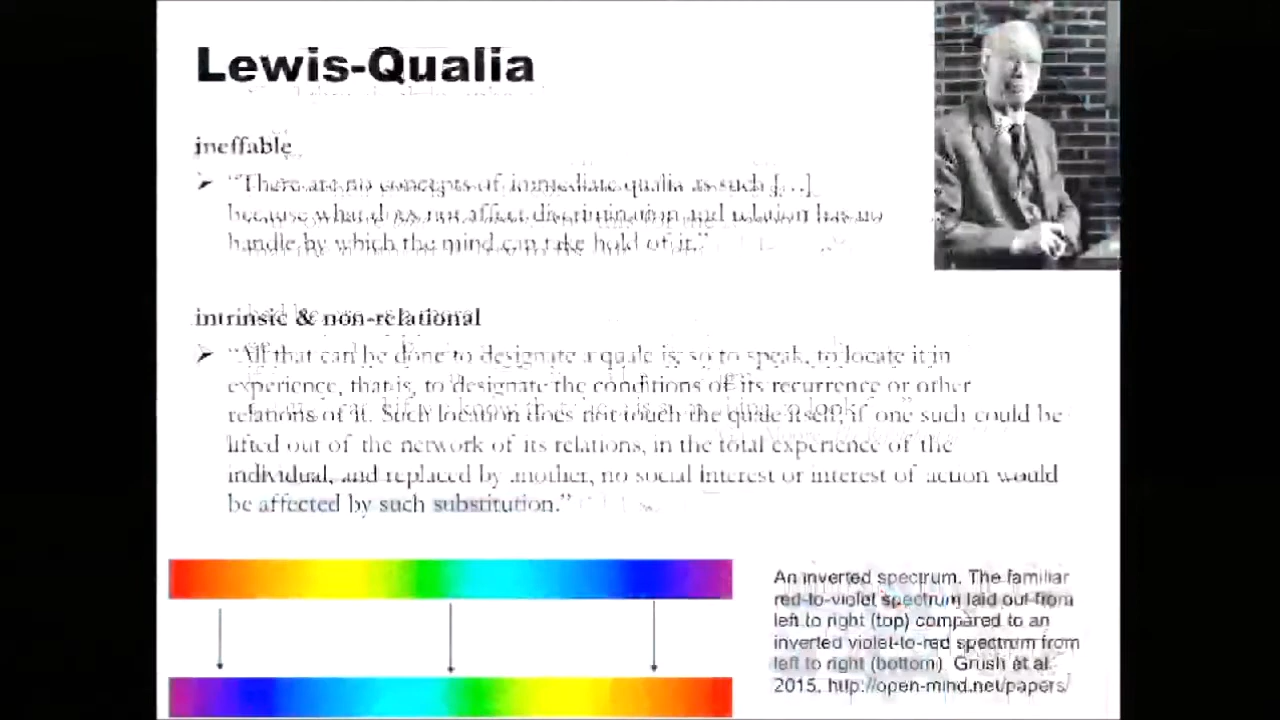 Lewis-Qualia
ineffable
➤ “There are no concepts of immediate qualia as such […]
because what does not affect discrimination and relation has no
handle by which the mind can take hold of it.”
intrinsic & non-relational
➤ “All that can be done to designate a quale is, so to speak, to locate it in
experience, that is, to designate the conditions of its recurrence or other
relations of it. Such location does not touch the quale itself; if one such could be
lifted out of the network of its relations, in the total experience of the
individual, and replaced by another, no social interest or interest of action would
be affected by such substitution.”
An inverted spectrum. The familiar
red-to-violet spectrum laid out from
left to right (top) compared to an
inverted violet-to-red spectrum from
left to right (bottom). Grush et al.
2015. http://open-mind.net/papers/